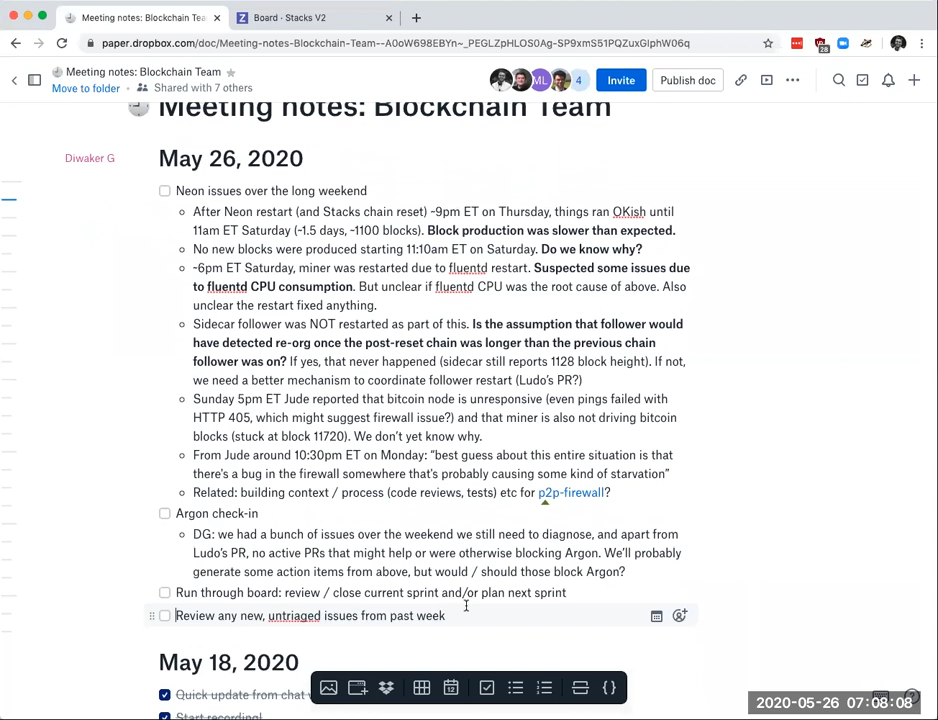 Meeting notes: Blockchain Tea
Board · Stacks V2
paper.dropbox.com/doc/Meeting-notes-Blockchain-Team--A0oW698EBYn~_PEGLZpHLOS0Ag-SP9xmS51PQZuxGlphW06q
28
Meeting notes: Blockchain Team
Move to folder
Shared with 7 others
ML
4
Invite
Publish doc
Meeting notes: Blockchain Team
Diwaker G
May 26, 2020
Neon issues over the long weekend
After Neon restart (and Stacks chain reset) ~9pm ET on Thursday, things ran OKish until
11am ET Saturday (~1.5 days, ~1100 blocks). Block production was slower than expected.
No new blocks were produced starting 11:10am ET on Saturday. Do we know why?
~6pm ET Saturday, miner was restarted due to fluentd restart. Suspected some issues due
to fluentd CPU consumption. But unclear if fluentd CPU was the root cause of above. Also
unclear the restart fixed anything.
Sidecar follower was NOT restarted as part of this. Is the assumption that follower would
have detected re-org once the post-reset chain was longer than the previous chain
follower was on? If yes, that never happened (sidecar still reports 1128 block height). If not,
we need a better mechanism to coordinate follower restart (Ludo's PR?)
Sunday 5pm ET Jude reported that bitcoin node is unresponsive (even pings failed with
HTTP 405, which might suggest firewall issue?) and that miner is also not driving bitcoin
blocks (stuck at block 11720). We don't yet know why.
From Jude around 10:30pm ET on Monday: "best guess about this entire situation is that
there's a bug in the firewall somewhere that's probably causing some kind of starvation"
Related: building context / process (code reviews, tests) etc for p2p-firewall?
Argon check-in
DG: we had a bunch of issues over the weekend we still need to diagnose, and apart from
Ludo's PR, no active PRs that might help or were otherwise blocking Argon. We'll probably
generate some action items from above, but would / should those block Argon?
Run through board: review / close current sprint and/or plan next sprint
Review any new, untriaged issues from past week
May 18, 2020
Quick update from chat
Start recording!
2020-05-26 07:08:08